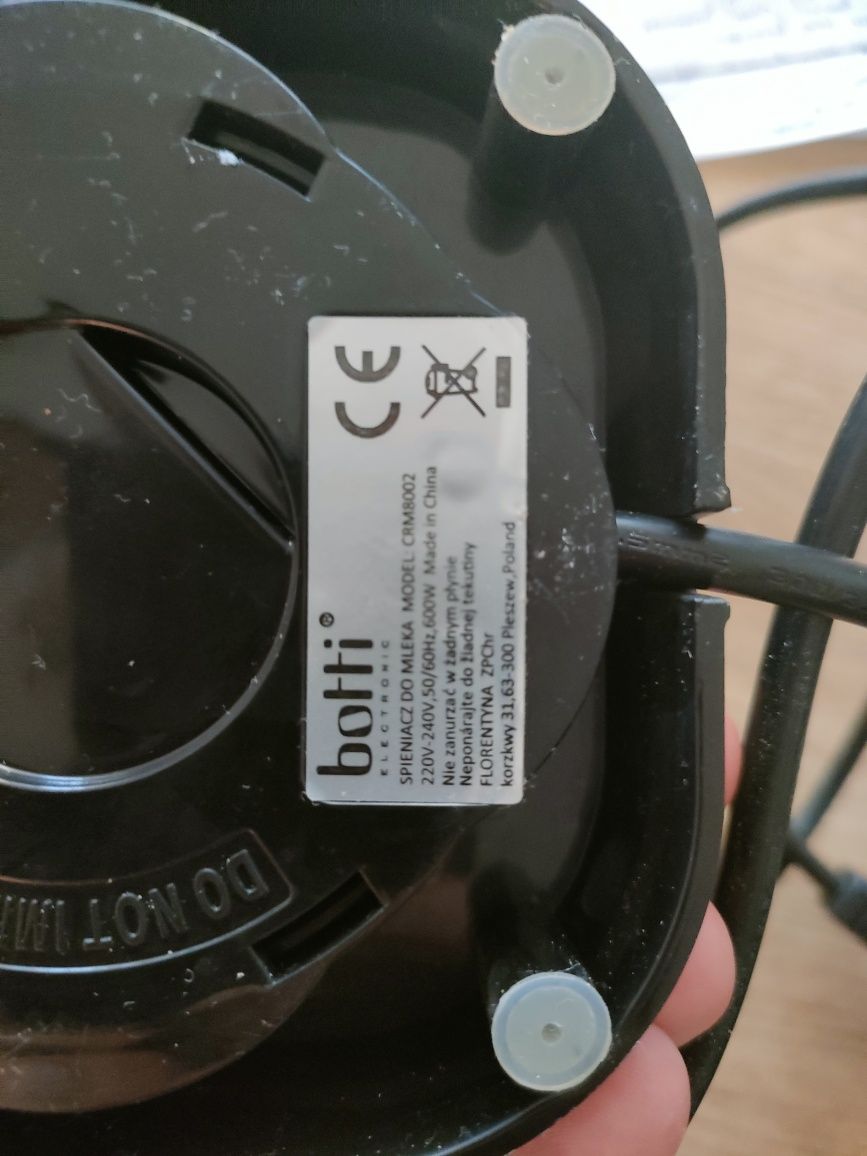 botti®
ELECTRONIC
SPIENIACZ DO MLEKA MODEL: CRM8002
220V-240V,50/60Hz,600W Made in China
Nie zanurzać w żadnym płynie
Neponárajte do žiadnej tekutiny
FLORENTYNA ZPChr
korzkwy 31,63-300 Pleszew,Poland
CE
DO NOT IM